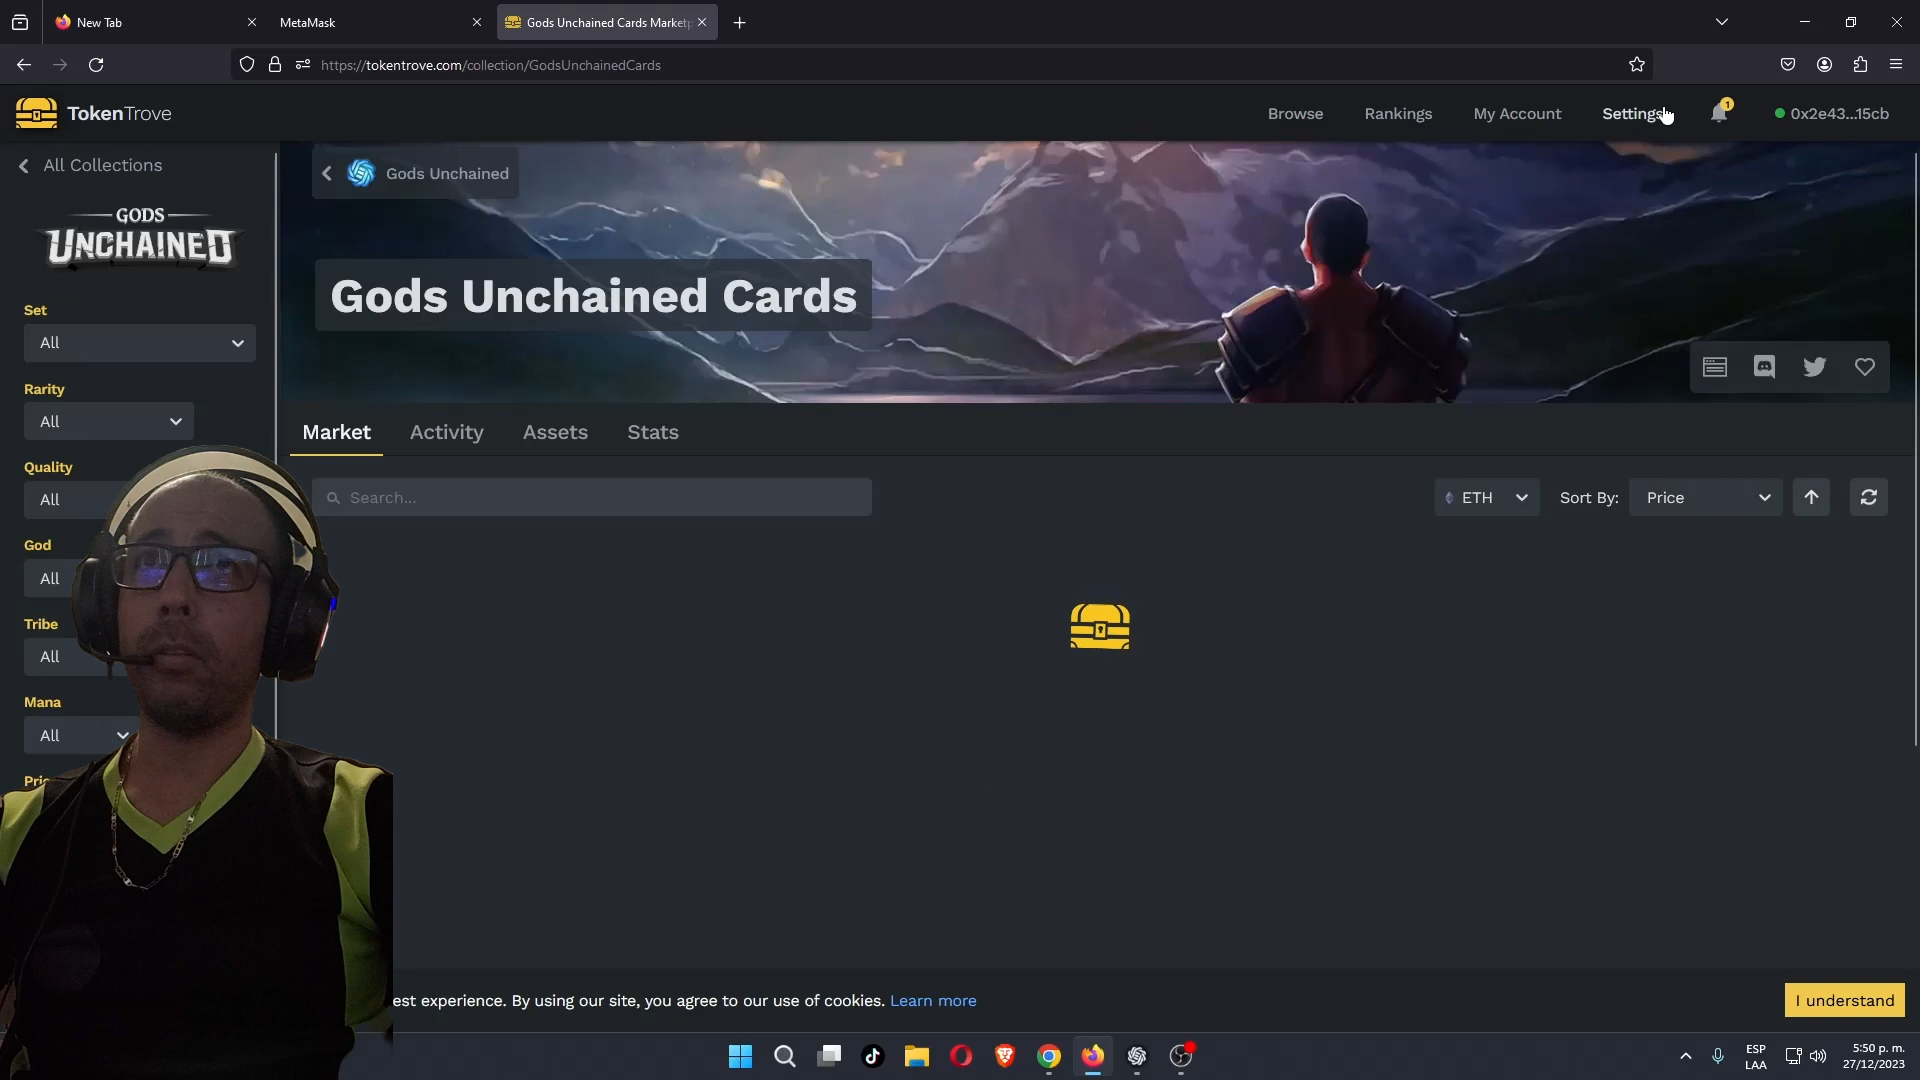 New Tab
MetaMask
Gods Unchained Cards Marketp
https://tokentrove.com/collection/GodsUnchainedCards
TokenTrove
Browse
Rankings
My Account
Settings
1
0x2e43...15cb
All Collections
Gods Unchained
GODS
UNCHAINED
Gods Unchained Cards
Set
All
Rarity
All
Market
Activity
Assets
Stats
Quality
All
Search...
ETH
Sort By:
Price
God
All
Tribe
All
Mana
All
est experience. By using our site, you agree to our use of cookies. Learn more
I understand
ESP
LAA
5:50 p. m.
27/12/2023